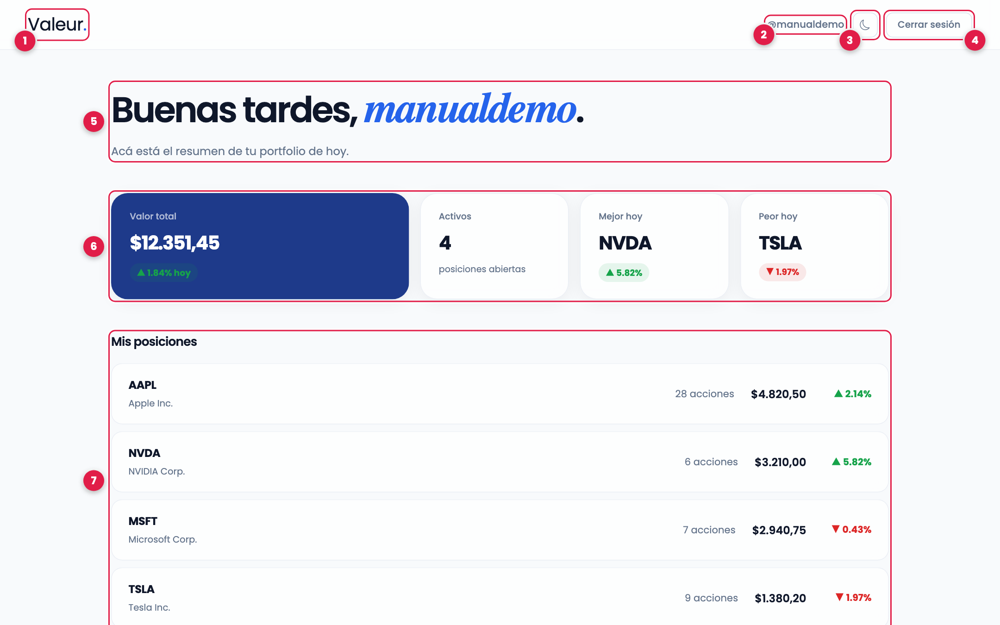 Valeur.
1
@manualdemo
2
3
Cerrar sesión
4
Buenas tardes, manualdemo.
5
Acá está el resumen de tu portfolio de hoy.
6
Valor total
$12.351,45
▲ 1.84% hoy
Activos
4
posiciones abiertas
Mejor hoy
NVDA
▲ 5.82%
Peor hoy
TSLA
▼ 1.97%
7
Mis posiciones
AAPL
Apple Inc.
28 acciones $4.820,50 ▲ 2.14%
NVDA
NVIDIA Corp.
6 acciones $3.210,00 ▲ 5.82%
MSFT
Microsoft Corp.
7 acciones $2.940,75 ▼ 0.43%
TSLA
Tesla Inc.
9 acciones $1.380,20 ▼ 1.97%